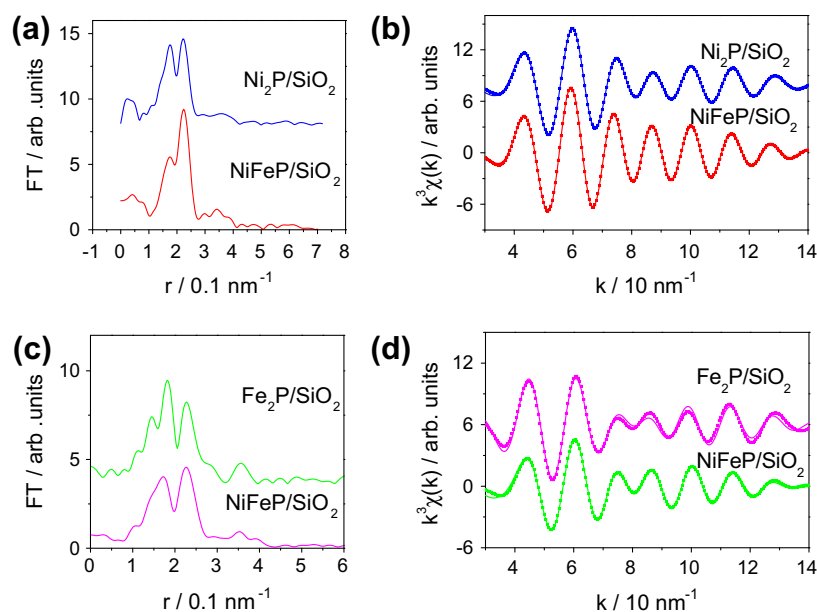 (a)
FT / arb .units
15
10
5
0
Ni₂P/SiO₂
NiFeP/SiO₂
-1 0 1 2 3 4 5 6 7 8
r / 0.1 nm⁻¹
(b)
k³χ(k) / arb. units
12
6
0
-6
Ni₂P/SiO₂
NiFeP/SiO₂
4 6 8 10 12 14
k / 10 nm⁻¹
(c)
FT / arb .units
10
5
0
Fe₂P/SiO₂
NiFeP/SiO₂
0 1 2 3 4 5 6
r / 0.1 nm⁻¹
(d)
k³χ(k) / arb. units
12
6
0
-6
Fe₂P/SiO₂
NiFeP/SiO₂
4 6 8 10 12 14
k / 10 nm⁻¹